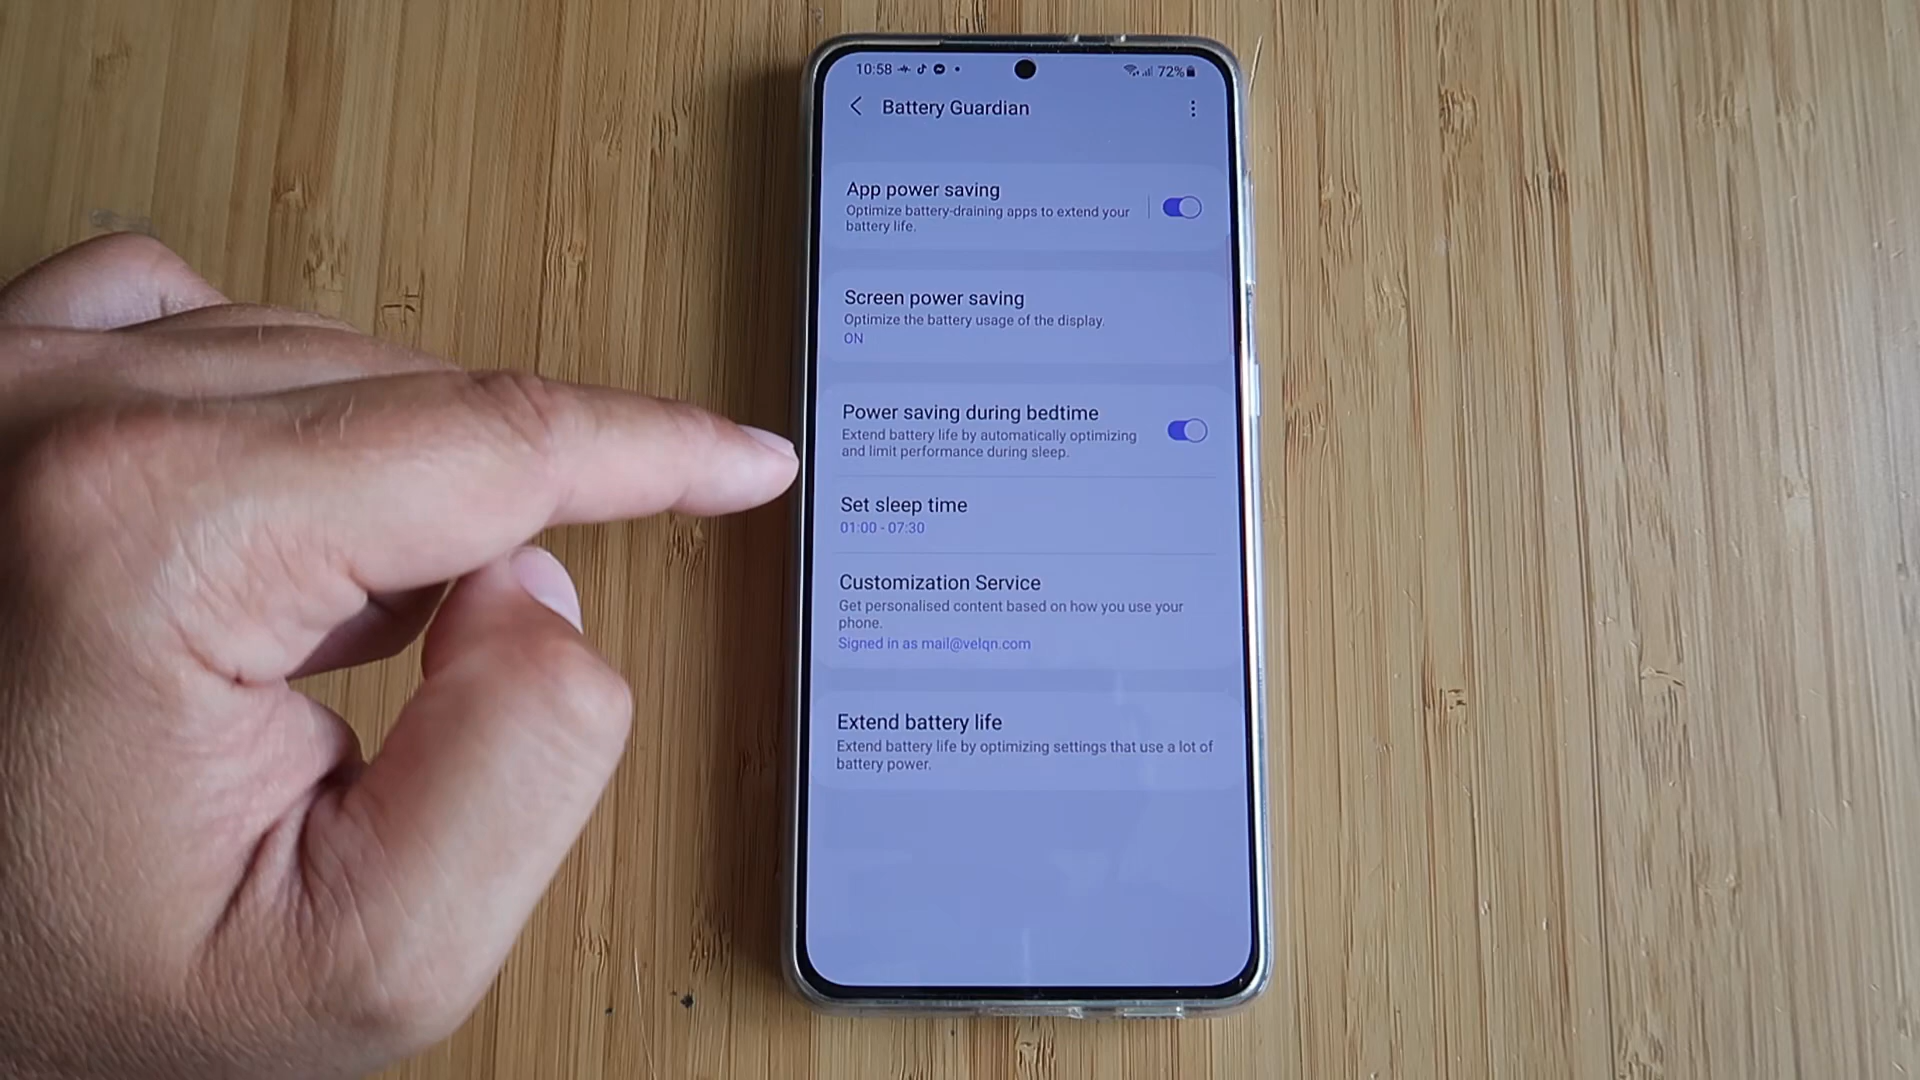 10:58
72%
Battery Guardian
App power saving
Optimize battery-draining apps to extend your
battery life.
Screen power saving
Optimize the battery usage of the display.
ON
Power saving during bedtime
Extend battery life by automatically optimizing
and limit performance during sleep.
Set sleep time
01:00 - 07:30
Customization Service
Get personalised content based on how you use your
phone.
Signed in as mail@velqn.com
Extend battery life
Extend battery life by optimizing settings that use a lot of
battery power.